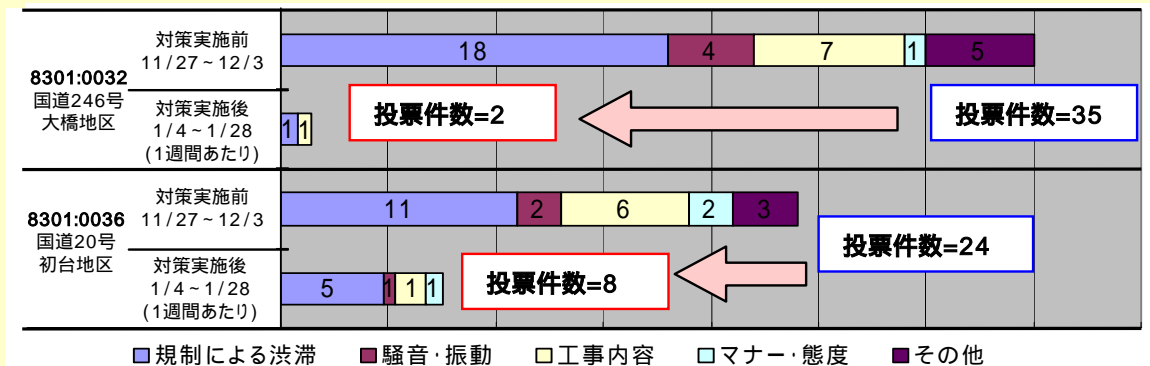 対策実施前
11/27~12/3
18 4 7 1 5
8301:0032
国道246号
大橋地区
対策実施後
1/4~1/28
(1週間あたり)
1 1
投票件数=2
投票件数=35
対策実施前
11/27~12/3
11 2 6 2 3
8301:0036
国道20号
初台地区
対策実施後
1/4~1/28
(1週間あたり)
5 1 1 1
投票件数=8
投票件数=24
規制による渋滞 騒音・振動 工事内容 マナー・態度 その他